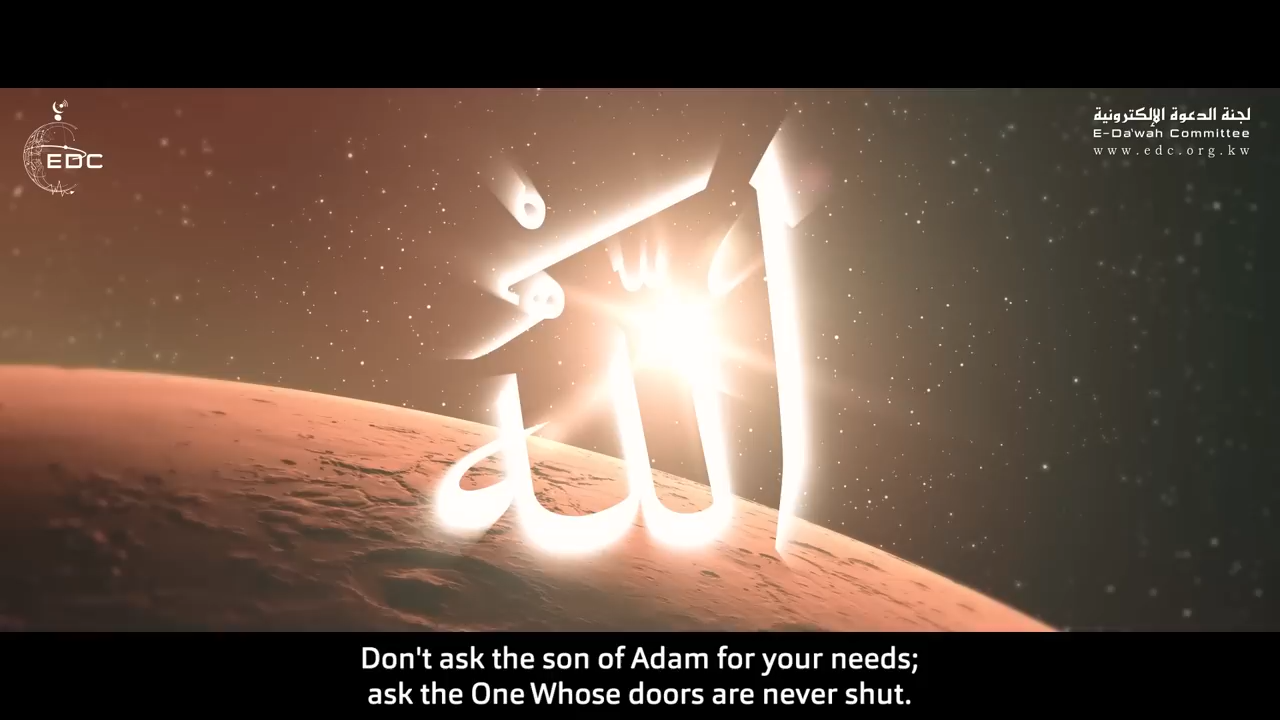 EDC
لجنة الدعوة الإلكترونية
E-Da'wah Committee
www.edc.org.kw
اللّٰهُ
Don't ask the son of Adam for your needs;
ask the One Whose doors are never shut.